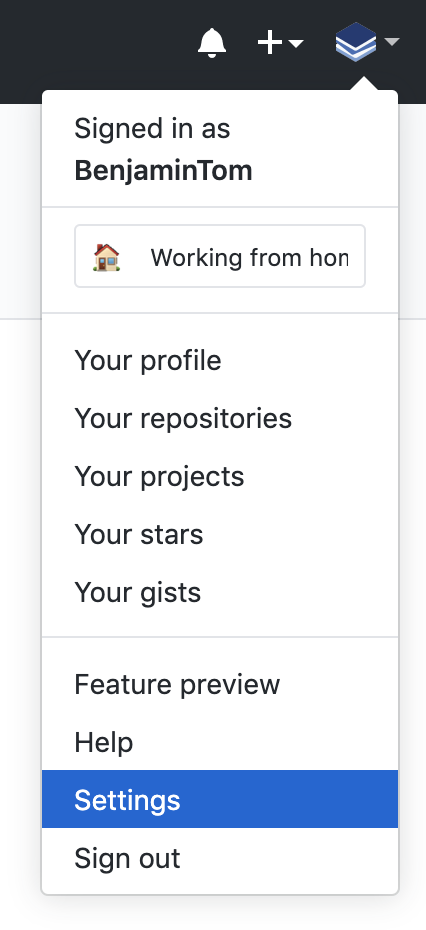 Signed in as
BenjaminTom
Working from hon
Your profile
Your repositories
Your projects
Your stars
Your gists
Feature preview
Help
Settings
Sign out